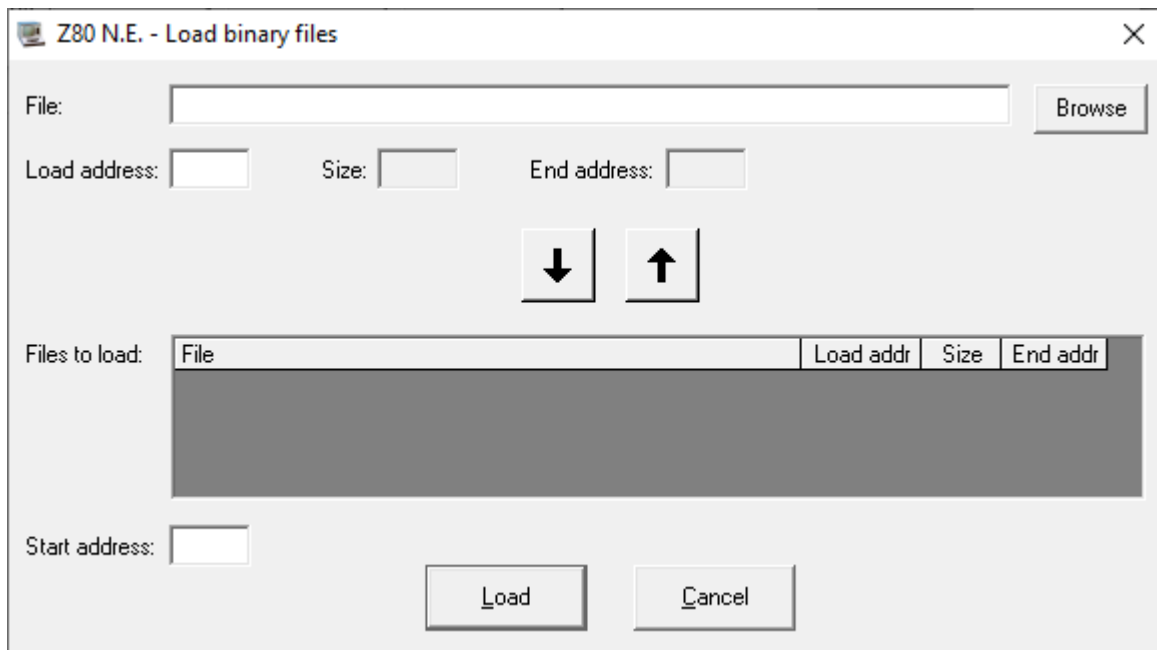 Z80 N.E. - Load binary files
File: Browse
Load address: Size: End address:
Files to load: File Load addr Size End addr
Start address:
Load Cancel